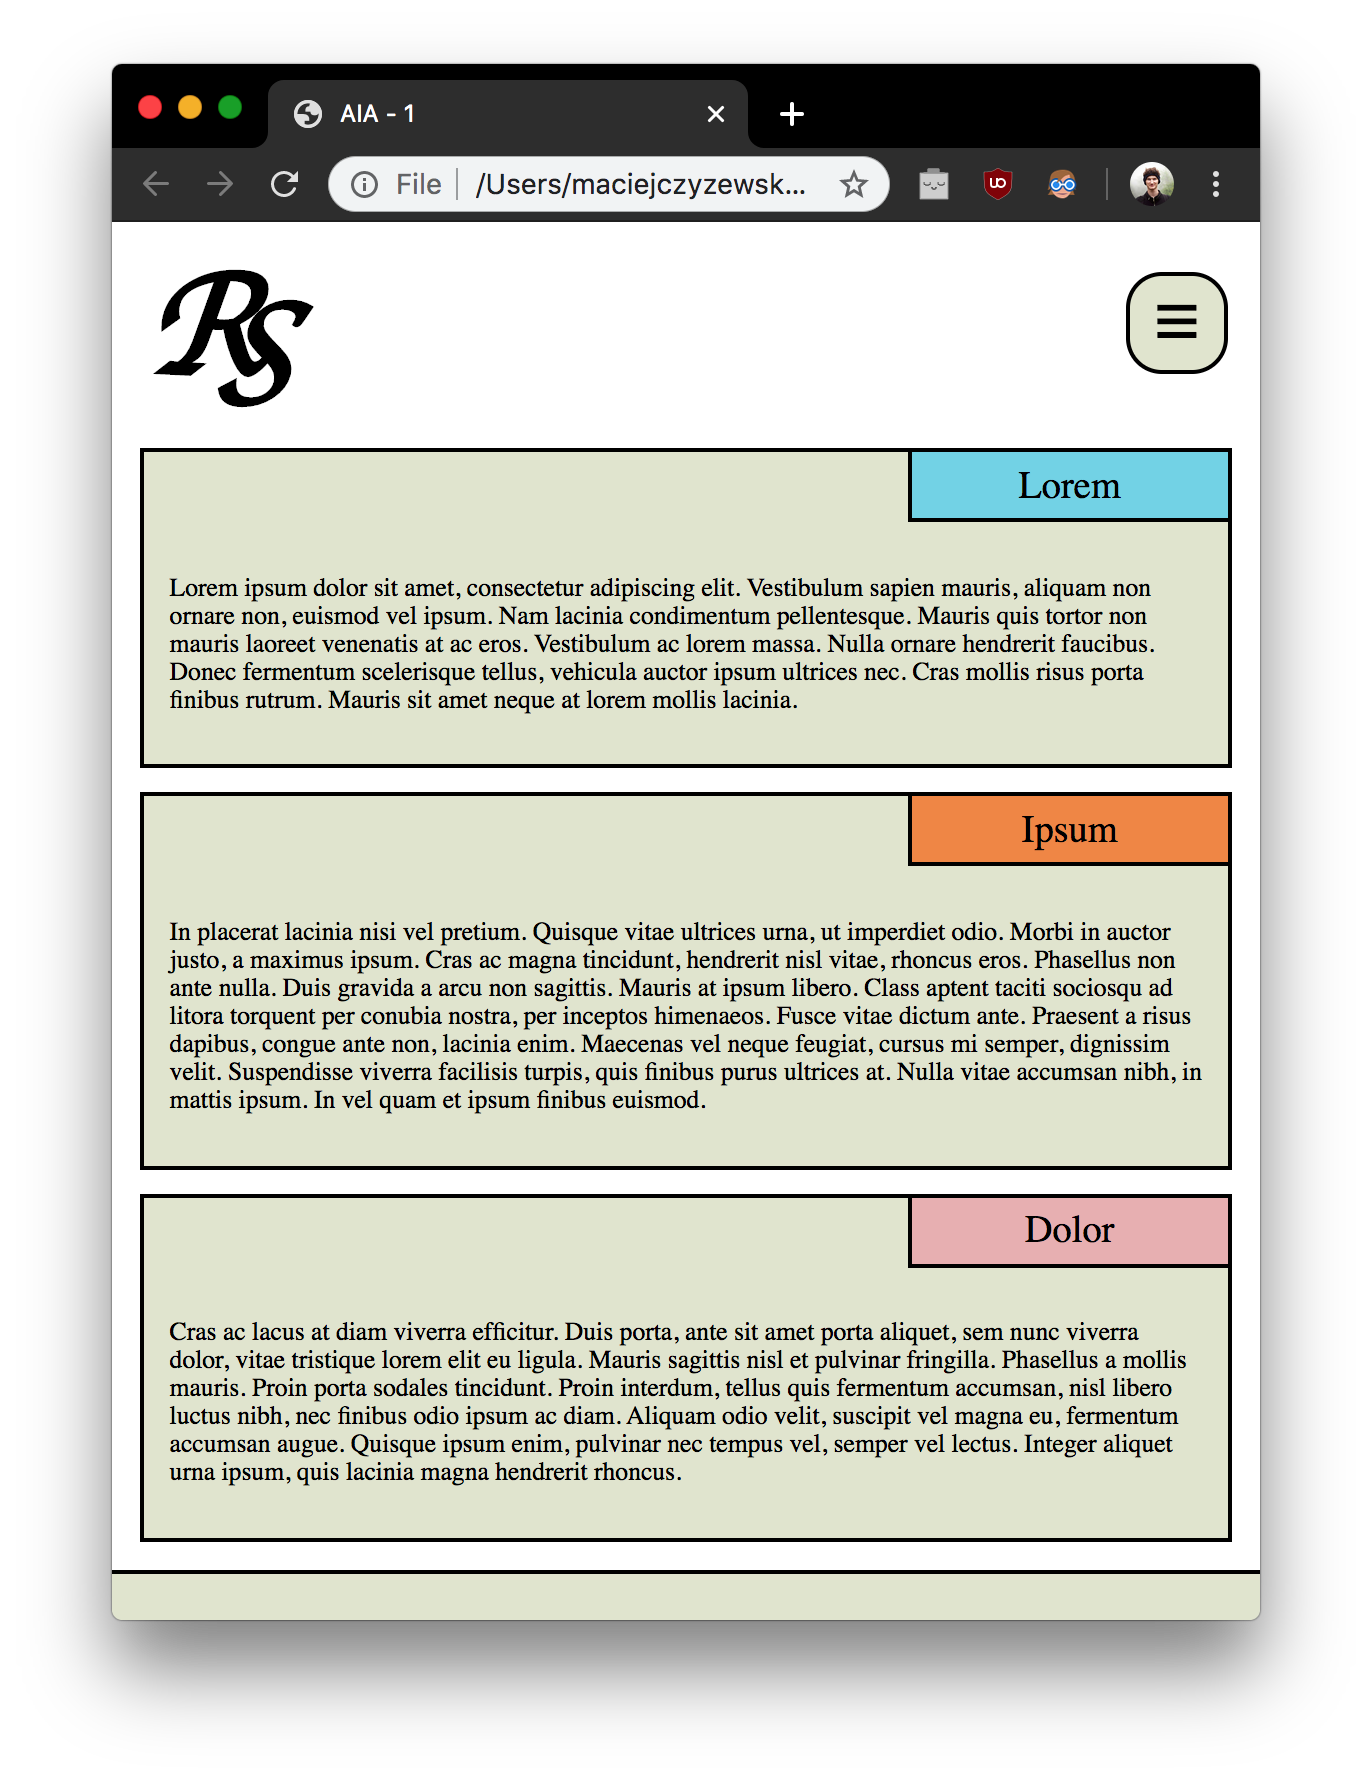 AIA - 1
File
/Users/maciejczyzewsk...
RS
Lorem
Lorem ipsum dolor sit amet, consectetur adipiscing elit. Vestibulum sapien mauris, aliquam non
ornare non, euismod vel ipsum. Nam lacinia condimentum pellentesque. Mauris quis tortor non
mauris laoreet venenatis at ac eros. Vestibulum ac lorem massa. Nulla ornare hendrerit faucibus.
Donec fermentum scelerisque tellus, vehicula auctor ipsum ultrices nec. Cras mollis risus porta
finibus rutrum. Mauris sit amet neque at lorem mollis lacinia.
Ipsum
In placerat lacinia nisi vel pretium. Quisque vitae ultrices urna, ut imperdiet odio. Morbi in auctor
justo, a maximus ipsum. Cras ac magna tincidunt, hendrerit nisl vitae, rhoncus eros. Phasellus non
ante nulla. Duis gravida a arcu non sagittis. Mauris at ipsum libero. Class aptent taciti sociosqu ad
litora torquent per conubia nostra, per inceptos himenaeos. Fusce vitae dictum ante. Praesent a risus
dapibus, congue ante non, lacinia enim. Maecenas vel neque feugiat, cursus mi semper, dignissim
velit. Suspendisse viverra facilisis turpis, quis finibus purus ultrices at. Nulla vitae accumsan nibh, in
mattis ipsum. In vel quam et ipsum finibus euismod.
Dolor
Cras ac lacus at diam viverra efficitur. Duis porta, ante sit amet porta aliquet, sem nunc viverra
dolor, vitae tristique lorem elit eu ligula. Mauris sagittis nisl et pulvinar fringilla. Phasellus a mollis
mauris. Proin porta sodales tincidunt. Proin interdum, tellus quis fermentum accumsan, nisl libero
luctus nibh, nec finibus odio ipsum ac diam. Aliquam odio velit, suscipit vel magna eu, fermentum
accumsan augue. Quisque ipsum enim, pulvinar nec tempus vel, semper vel lectus. Integer aliquet
urna ipsum, quis lacinia magna hendrerit rhoncus.